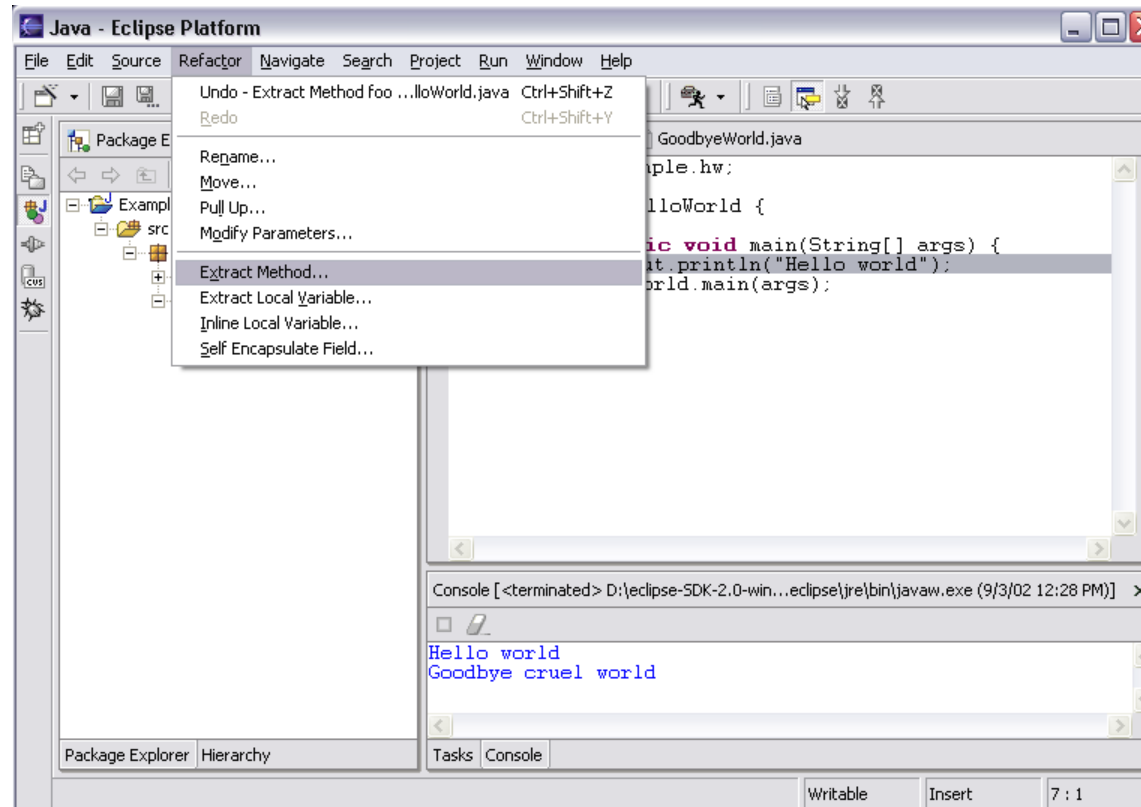 Java - Eclipse Platform
File Edit Source Refactor Navigate Search Project Run Window Help
Undo - Extract Method foo ...lloWorld.java Ctrl+Shift+Z
Redo Ctrl+Shift+Y
Rename...
Move...
Pull Up...
Modify Parameters...
Extract Method...
Extract Local Variable...
Inline Local Variable...
Self Encapsulate Field...
Package E
Exampl
src
GoodbyeWorld.java
ple.hw;
lloWorld {
ic void main(String[] args) {
ut.println("Hello world");
orld.main(args);
Console [<terminated> D:\eclipse-SDK-2.0-win...eclipse\jre\bin\javaw.exe (9/3/02 12:28 PM)]
Hello world
Goodbye cruel world
Package Explorer Hierarchy
Tasks Console
Writable Insert 7 : 1